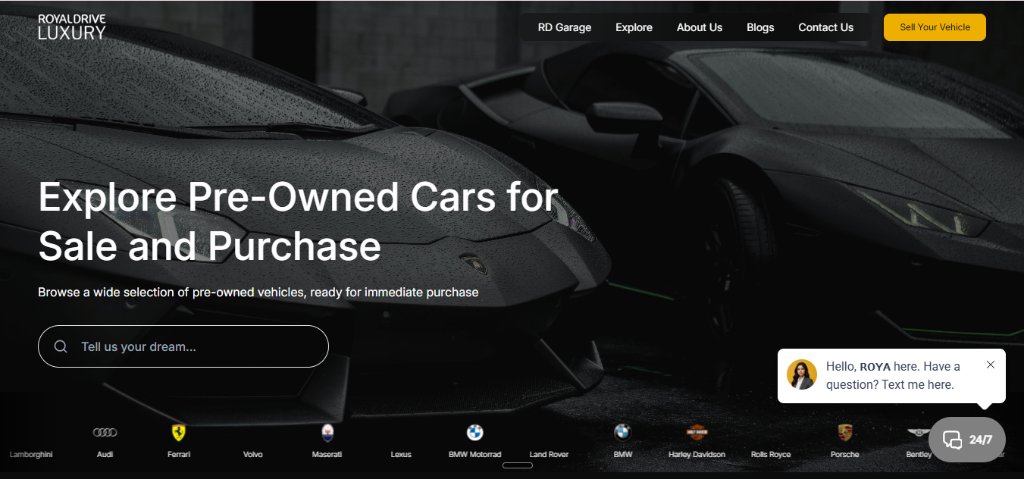 ROYALDRIVE
LUXURY
RD Garage Explore About Us Blogs Contact Us Sell Your Vehicle
Explore Pre-Owned Cars for
Sale and Purchase
Browse a wide selection of pre-owned vehicles, ready for immediate purchase
Tell us your dream...
Hello, ROYA here. Have a
question? Text me here.
24/7
Lamborghini Audi Ferrari Volvo Maserati Lexus BMW Motorrad Land Rover BMW Harley Davidson Rolls Royce Porsche Bentley